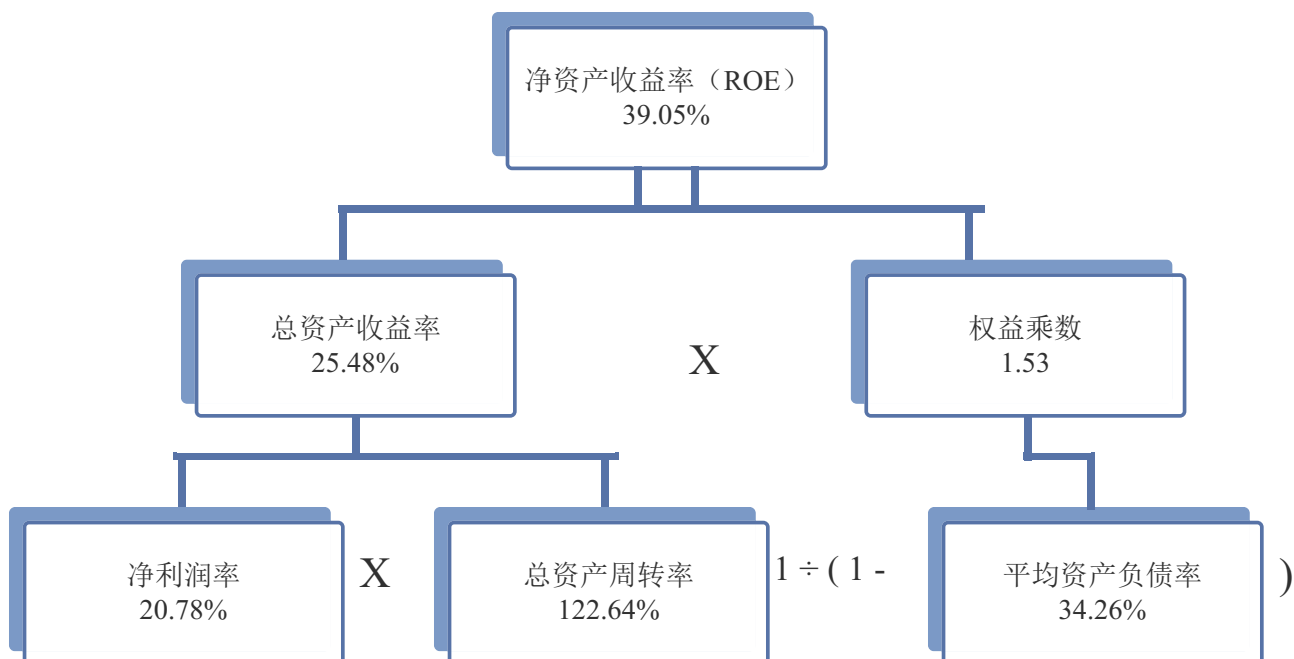 净资产收益率（ROE）
39.05%
总资产收益率
25.48%
X
权益乘数
1.53
净利润率
20.78%
X
总资产周转率
122.64%
1 ÷ ( 1 -
平均资产负债率
34.26%
)